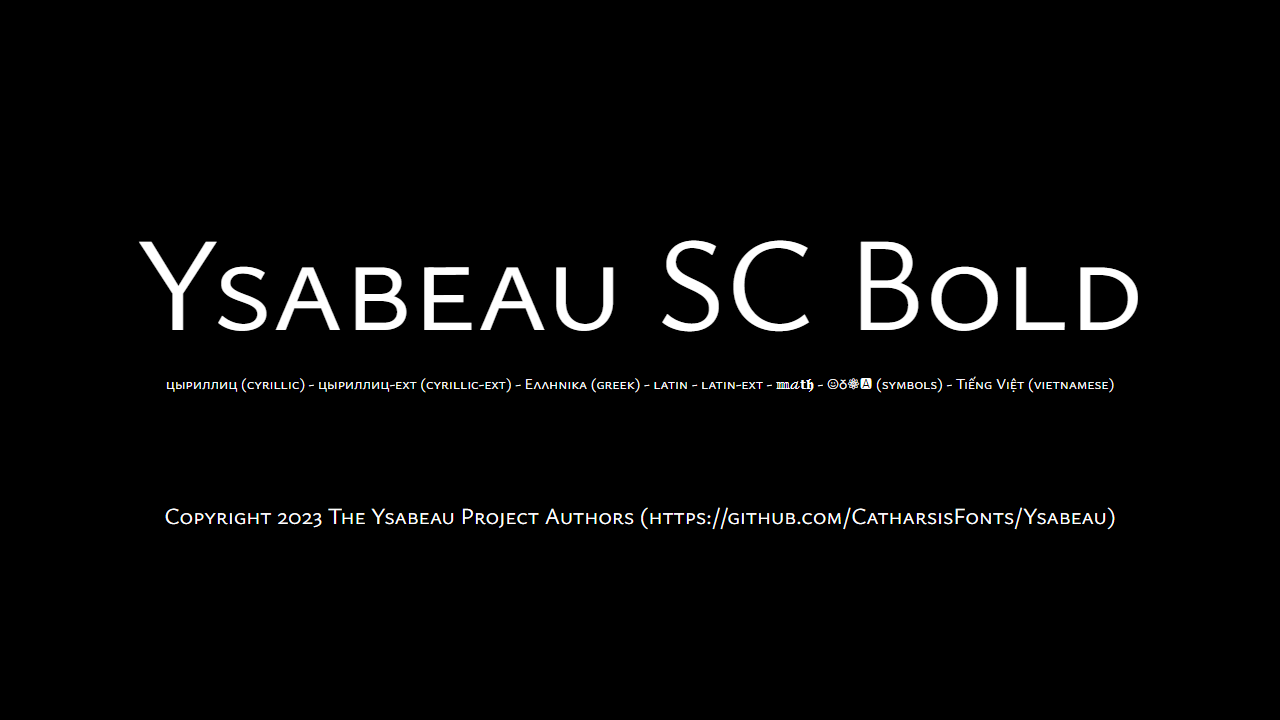 Ysabeau SC Bold
цыриллиц (cyrillic) - цыриллиц-ext (cyrillic-ext) - Ελληνικά (greek) - latin - latin-ext - 𝕞𝑎𝐭𝔥 - ☺♁⚛🅰 (symbols) - Tiếng Việt (vietnamese)
Copyright 2023 The Ysabeau Project Authors (https://github.com/CatharsisFonts/Ysabeau)